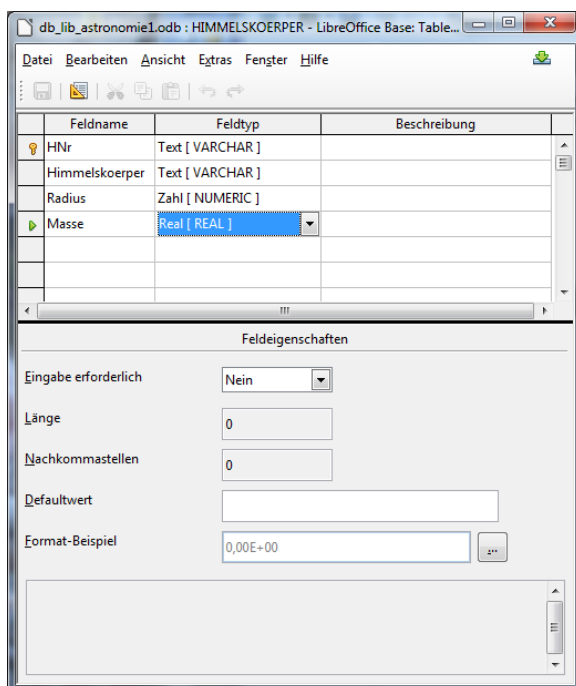 db_lib_astronomie1.odb : HIMMELSKOERPER - LibreOffice Base: Table...
Datei Bearbeiten Ansicht Extras Fenster Hilfe
Feldname Feldtyp Beschreibung
HNr Text [ VARCHAR ]
Himmelskoerper Text [ VARCHAR ]
Radius Zahl [ NUMERIC ]
Masse Real [ REAL ]
Feldeigenschaften
Eingabe erforderlich Nein
Länge 0
Nachkommastellen 0
Defaultwert
Format-Beispiel 0,00E+00 ...